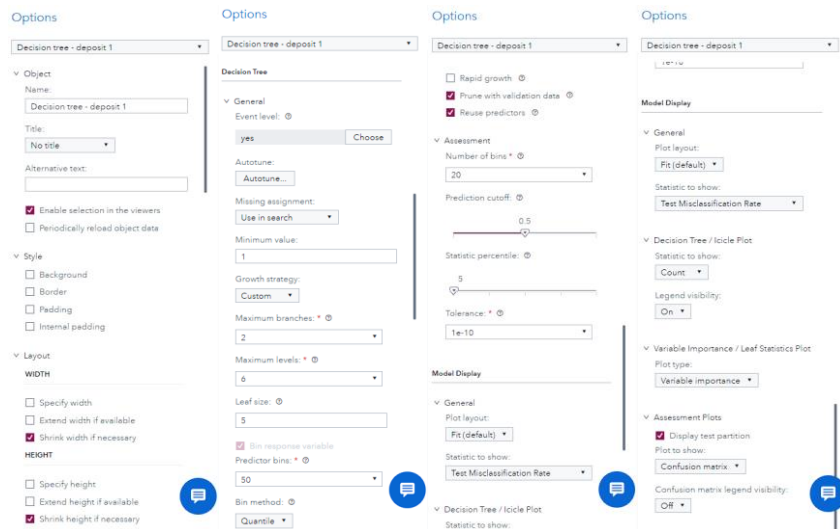 Options
Decision tree - deposit 1
Object
Name:
Decision tree - deposit 1
Title:
No title
Alternative text:
Enable selection in the viewers
Periodically reload object data
Style
Background
Border
Padding
Internal padding
Layout
WIDTH
Specify width
Extend width if available
Shrink width if necessary
HEIGHT
Specify height
Extend height if available
Shrink height if necessary
Options
Decision tree - deposit 1
Decision Tree
General
Event level:
yes Choose
Autotune:
Autotune...
Missing assignment:
Use in search
Minimum value:
1
Growth strategy:
Custom
Maximum branches: *
2
Maximum levels: *
6
Leaf size:
5
Bin response variable
Predictor bins: *
50
Bin method:
Quantile
Options
Decision tree - deposit 1
Rapid growth
Prune with validation data
Reuse predictors
Assessment
Number of bins *
20
Prediction cutoff:
0.5
Statistic percentile:
5
Tolerance: *
1e-10
Model Display
General
Plot layout:
Fit (default)
Statistic to show:
Test Misclassification Rate
Decision Tree / Icicle Plot
Statistic to show:
Options
Decision tree - deposit 1
1e-10
Model Display
General
Plot layout:
Fit (default)
Statistic to show:
Test Misclassification Rate
Decision Tree / Icicle Plot
Statistic to show:
Count
Legend visibility:
On
Variable Importance / Leaf Statistics Plot
Plot type:
Variable importance
Assessment Plots
Display test partition
Plot to show:
Confusion matrix
Confusion matrix legend visibility:
Off